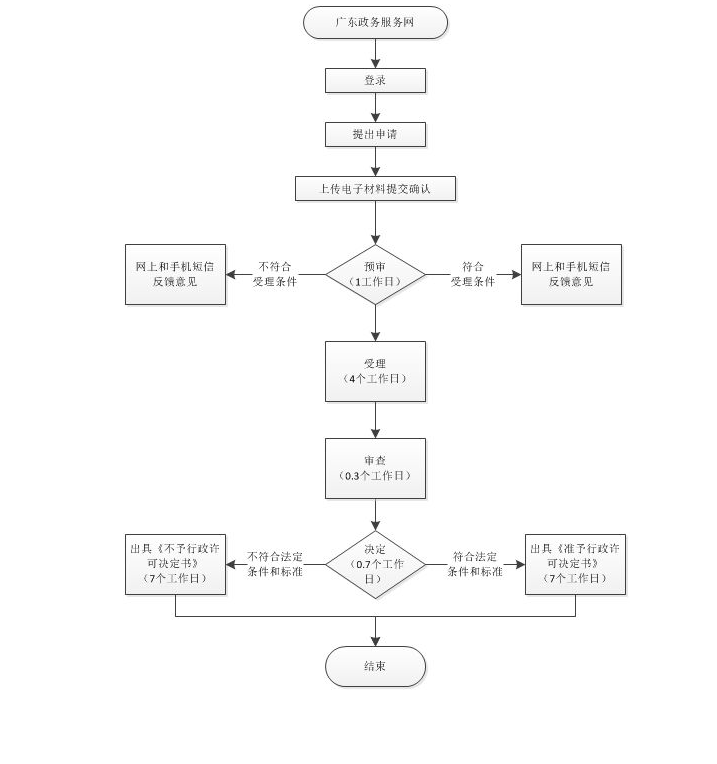 广东政务服务网
登录
提出申请
上传电子材料提交确认
网上和手机短信
反馈意见
不符合
受理条件
预审
（1工作日）
符合
受理条件
网上和手机短信
反馈意见
受理
（4个工作日）
审查
（0.3个工作日）
出具《不予行政许
可决定书》
（7个工作日）
不符合法定
条件和标准
决定
（0.7个工作
日）
符合法定
条件和标准
出具《准予行政许
可决定书》
（7个工作日）
结束